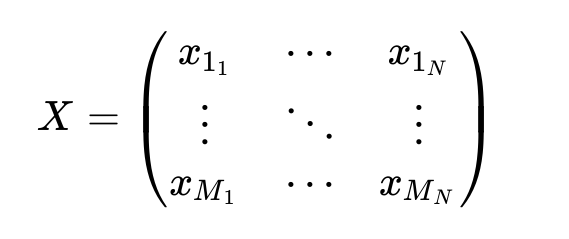 x_{1_1} ⋯ x_{1_N}
X = ( ⋮ ⋱ ⋮ )
x_{M_1} ⋯ x_{M_N}